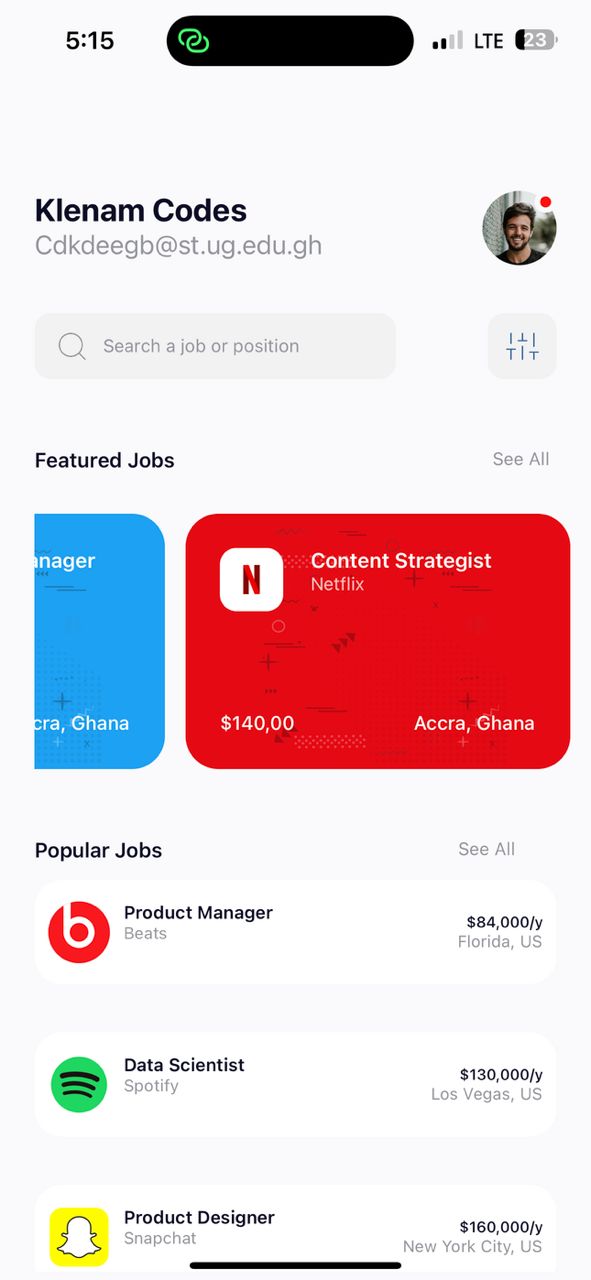 5:15 LTE 23
Klenam Codes
Cdkdeegb@st.ug.edu.gh
Search a job or position
Featured Jobs See All
anager
cra, Ghana
Content Strategist
Netflix
$140,00 Accra, Ghana
Popular Jobs See All
Product Manager
Beats
$84,000/y
Florida, US
Data Scientist
Spotify
$130,000/y
Los Vegas, US
Product Designer
Snapchat
$160,000/y
New York City, US